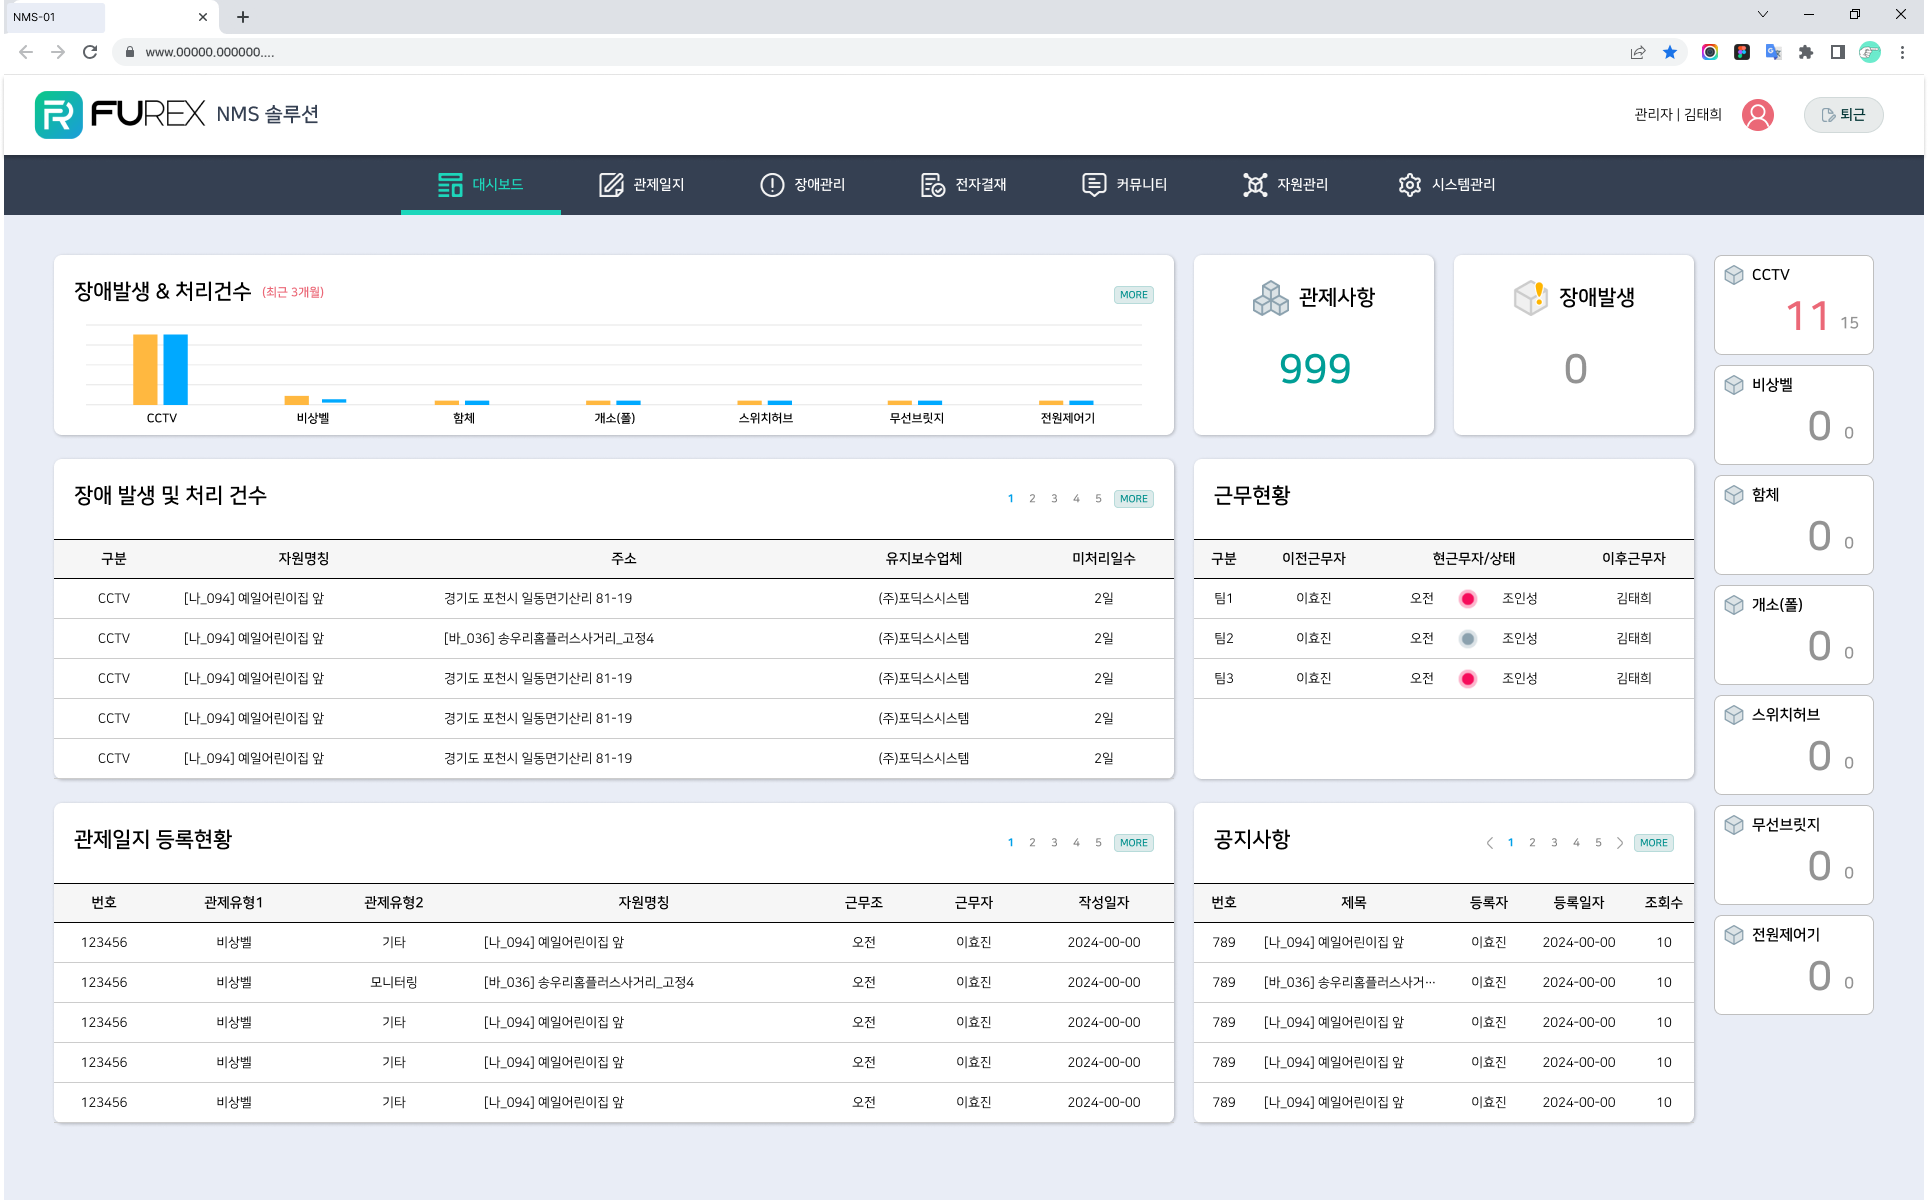 NMS-01
www.00000.000000....
FUREX NMS 솔루션
관리자 | 김태희
퇴근
대시보드 관제일지 장애관리 전자결재 커뮤니티 자원관리 시스템관리
장애발생 & 처리건수 (최근 3개월) MORE
CCTV 비상벨 함체 개소(폴) 스위치허브 무선브릿지 전원제어기
관제사항
999
장애발생
0
CCTV
11 15
비상벨
0 0
함체
0 0
개소(폴)
0 0
스위치허브
0 0
무선브릿지
0 0
전원제어기
0 0
장애 발생 및 처리 건수 1 2 3 4 5 MORE
구분 자원명칭 주소 유지보수업체 미처리일수
CCTV [나_094] 예일어린이집 앞 경기도 포천시 일동면기산리 81-19 (주)포딕스시스템 2일
CCTV [나_094] 예일어린이집 앞 [바_036] 송우리홈플러스사거리_고정4 (주)포딕스시스템 2일
CCTV [나_094] 예일어린이집 앞 경기도 포천시 일동면기산리 81-19 (주)포딕스시스템 2일
CCTV [나_094] 예일어린이집 앞 경기도 포천시 일동면기산리 81-19 (주)포딕스시스템 2일
CCTV [나_094] 예일어린이집 앞 경기도 포천시 일동면기산리 81-19 (주)포딕스시스템 2일
근무현황
구분 이전근무자 현근무자/상태 이후근무자
팀1 이효진 오전 조인성 김태희
팀2 이효진 오전 조인성 김태희
팀3 이효진 오전 조인성 김태희
관제일지 등록현황 1 2 3 4 5 MORE
번호 관제유형1 관제유형2 자원명칭 근무조 근무자 작성일자
123456 비상벨 기타 [나_094] 예일어린이집 앞 오전 이효진 2024-00-00
123456 비상벨 모니터링 [바_036] 송우리홈플러스사거리_고정4 오전 이효진 2024-00-00
123456 비상벨 기타 [나_094] 예일어린이집 앞 오전 이효진 2024-00-00
123456 비상벨 기타 [나_094] 예일어린이집 앞 오전 이효진 2024-00-00
123456 비상벨 기타 [나_094] 예일어린이집 앞 오전 이효진 2024-00-00
공지사항 1 2 3 4 5 MORE
번호 제목 등록자 등록일자 조회수
789 [나_094] 예일어린이집 앞 이효진 2024-00-00 10
789 [바_036] 송우리홈플러스사거… 이효진 2024-00-00 10
789 [나_094] 예일어린이집 앞 이효진 2024-00-00 10
789 [나_094] 예일어린이집 앞 이효진 2024-00-00 10
789 [나_094] 예일어린이집 앞 이효진 2024-00-00 10